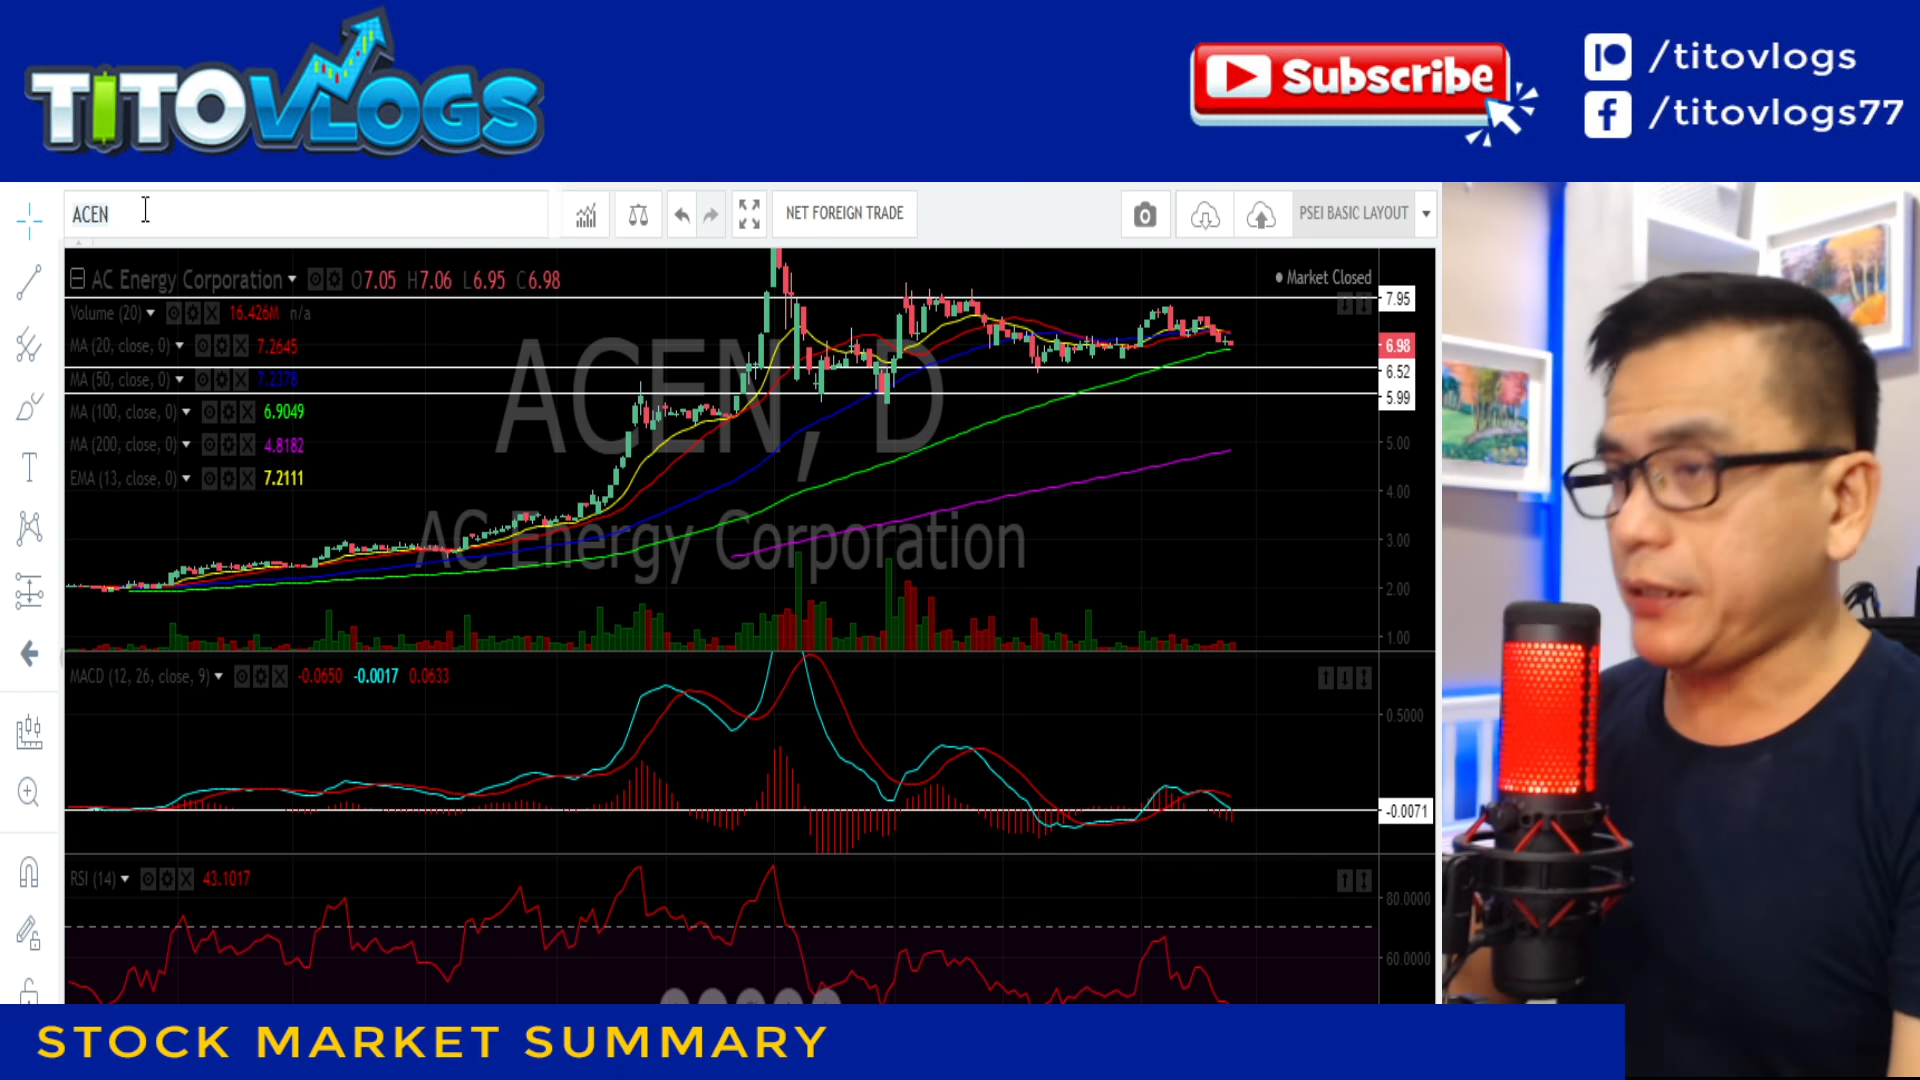 TITOVLOGS
Subscribe
/titovlogs
/titovlogs77
ACEN
NET FOREIGN TRADE
PSEI BASIC LAYOUT
AC Energy Corporation O7.05 H7.06 L6.95 C6.98
Market Closed
Volume (20) 16.426M n/a
MA (20, close, 0) 7.2645
MA (50, close, 0) 7.2378
MA (100, close, 0) 6.9049
MA (200, close, 0) 4.8182
EMA (13, close, 0) 7.2111
ACEN, D
AC Energy Corporation
7.95
6.98
6.52
5.99
5.00
4.00
3.00
2.00
1.00
MACD (12, 26, close, 9) -0.0650 -0.0017 0.0633
0.5000
-0.0071
RSI (14) 43.1017
80.0000
60.0000
STOCK MARKET SUMMARY